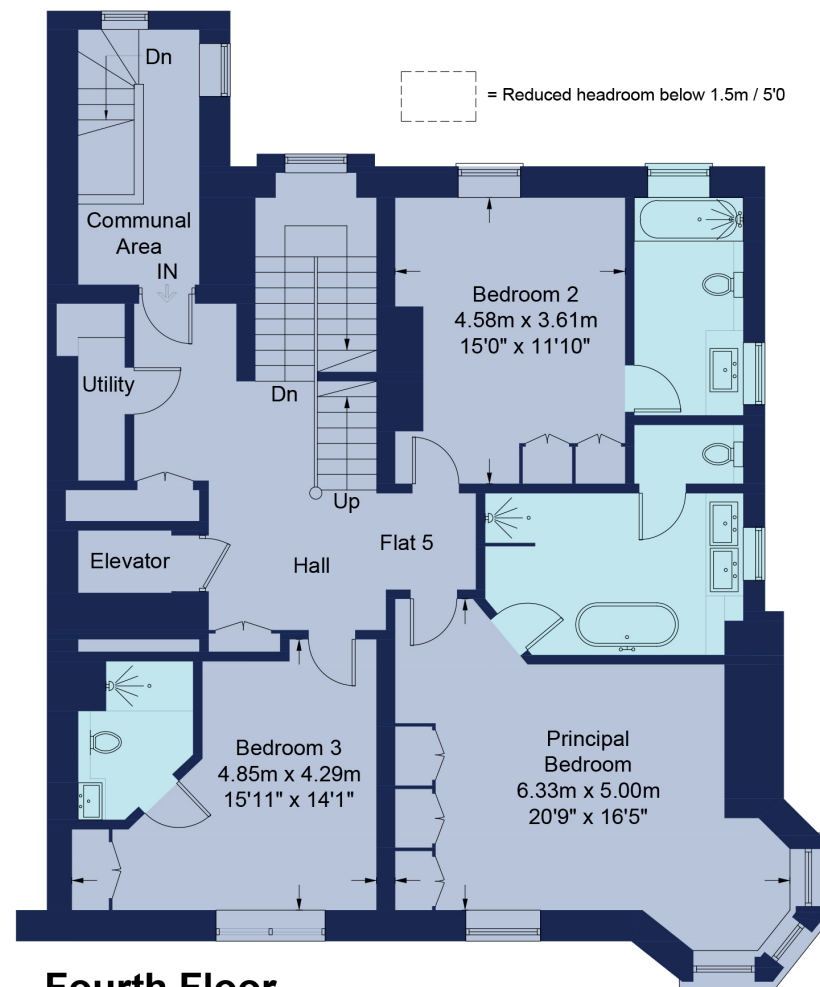 Dn
= Reduced headroom below 1.5m / 5'0
Communal
Area
IN
Bedroom 2
4.58m x 3.61m
15'0" x 11'10"
Utility
Dn
Up
Flat 5
Elevator
Hall
Bedroom 3
4.85m x 4.29m
15'11" x 14'1"
Principal
Bedroom
6.33m x 5.00m
20'9" x 16'5"
Fourth Floor